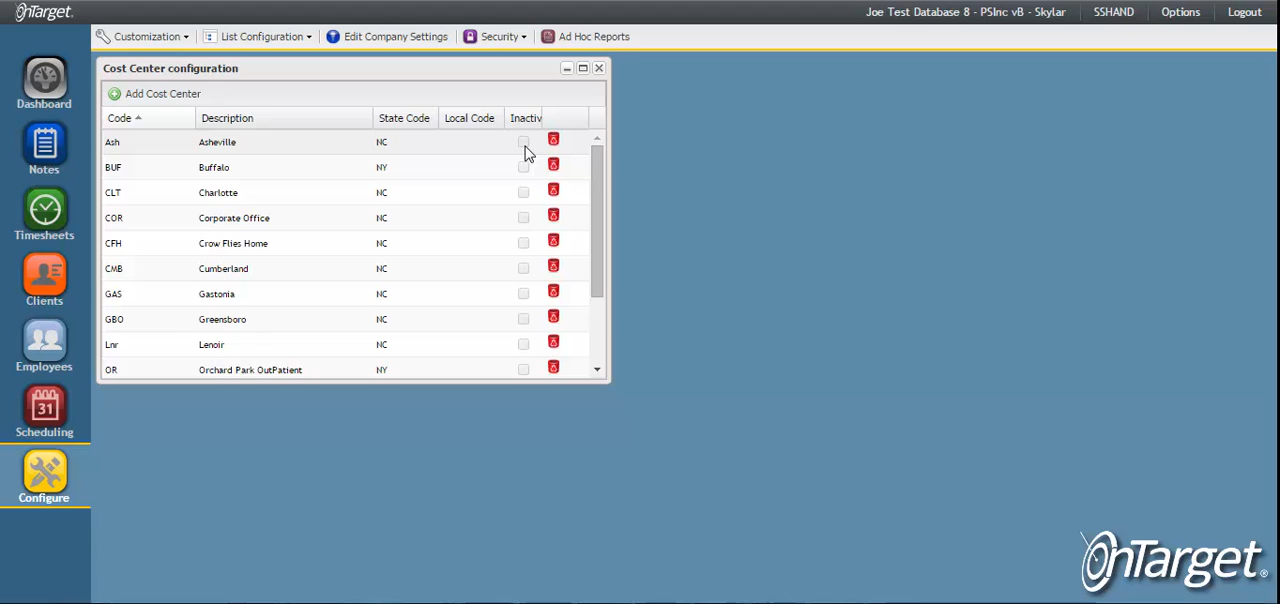 OnTarget.
Joe Test Database 8 - PSInc vB - Skylar
SSHAND
Options
Logout
Customization
List Configuration
Edit Company Settings
Security
Ad Hoc Reports
Dashboard
Notes
Timesheets
Clients
Employees
31
Scheduling
Configure
Cost Center configuration
Add Cost Center
Code Description State Code Local Code Inactiv
Ash Asheville NC
BUF Buffalo NY
CLT Charlotte NC
COR Corporate Office NC
CFH Crow Flies Home NC
CMB Cumberland NC
GAS Gastonia NC
GBO Greensboro NC
Lnr Lenoir NC
OR Orchard Park OutPatient NY
OnTarget®